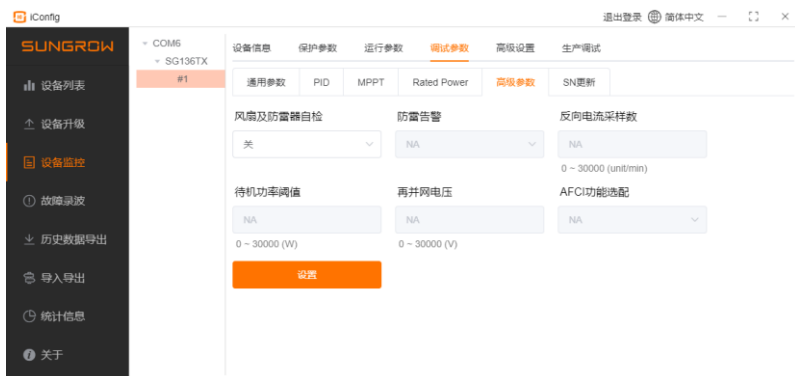 iConfig
退出登录 简体中文
SUNGROW
设备列表
设备升级
设备监控
故障录波
历史数据导出
导入导出
统计信息
关于
COM6
SG136TX
#1
设备信息 保护参数 运行参数 调试参数 高级设置 生产调试
通用参数 PID MPPT Rated Power 高级参数 SN更新
风扇及防雷器自检 防雷告警 反向电流采样数
关 NA NA
0 ~ 30000 (unit/min)
待机功率阈值 再并网电压 AFCI功能选配
NA NA NA
0 ~ 30000 (W) 0 ~ 30000 (V)
设置